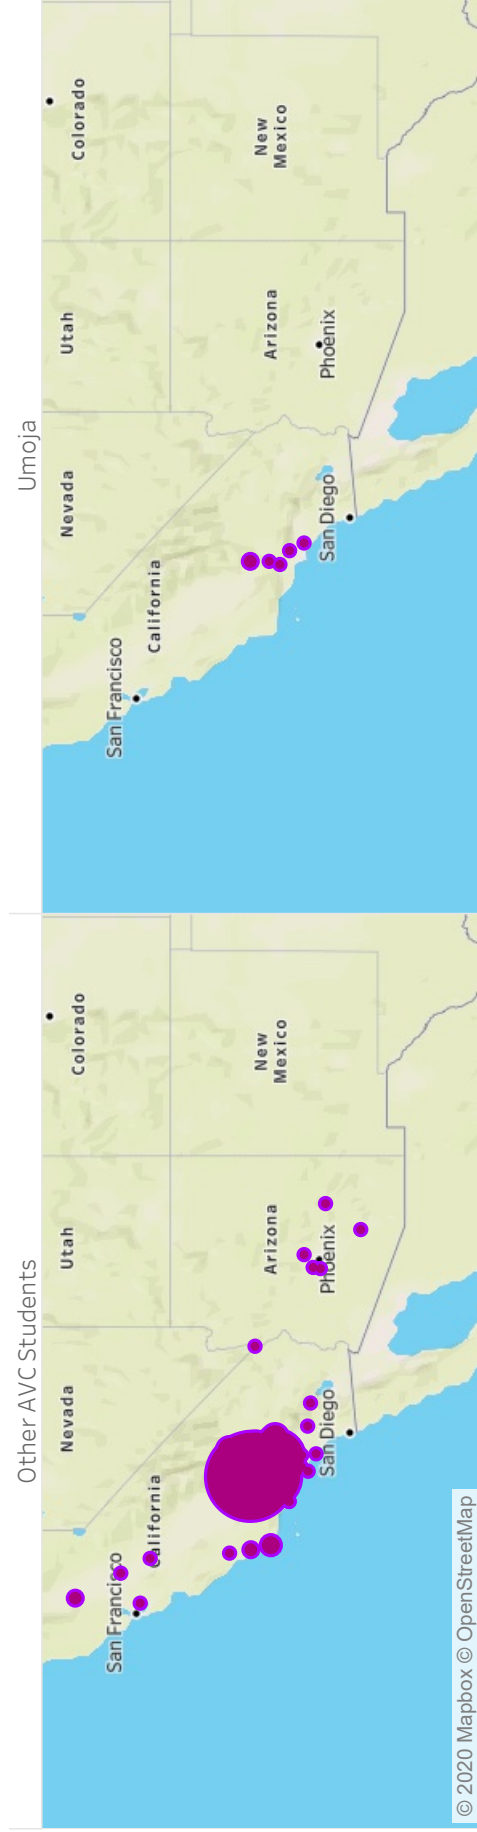 Other AVC Students
Nevada
Utah
Colorado
San Francisco
California
Arizona
New
Mexico
San Diego
Phoenix
© 2020 Mapbox © OpenStreetMap
Umoja
Nevada
Utah
Colorado
San Francisco
California
Arizona
New
Mexico
San Diego
Phoenix